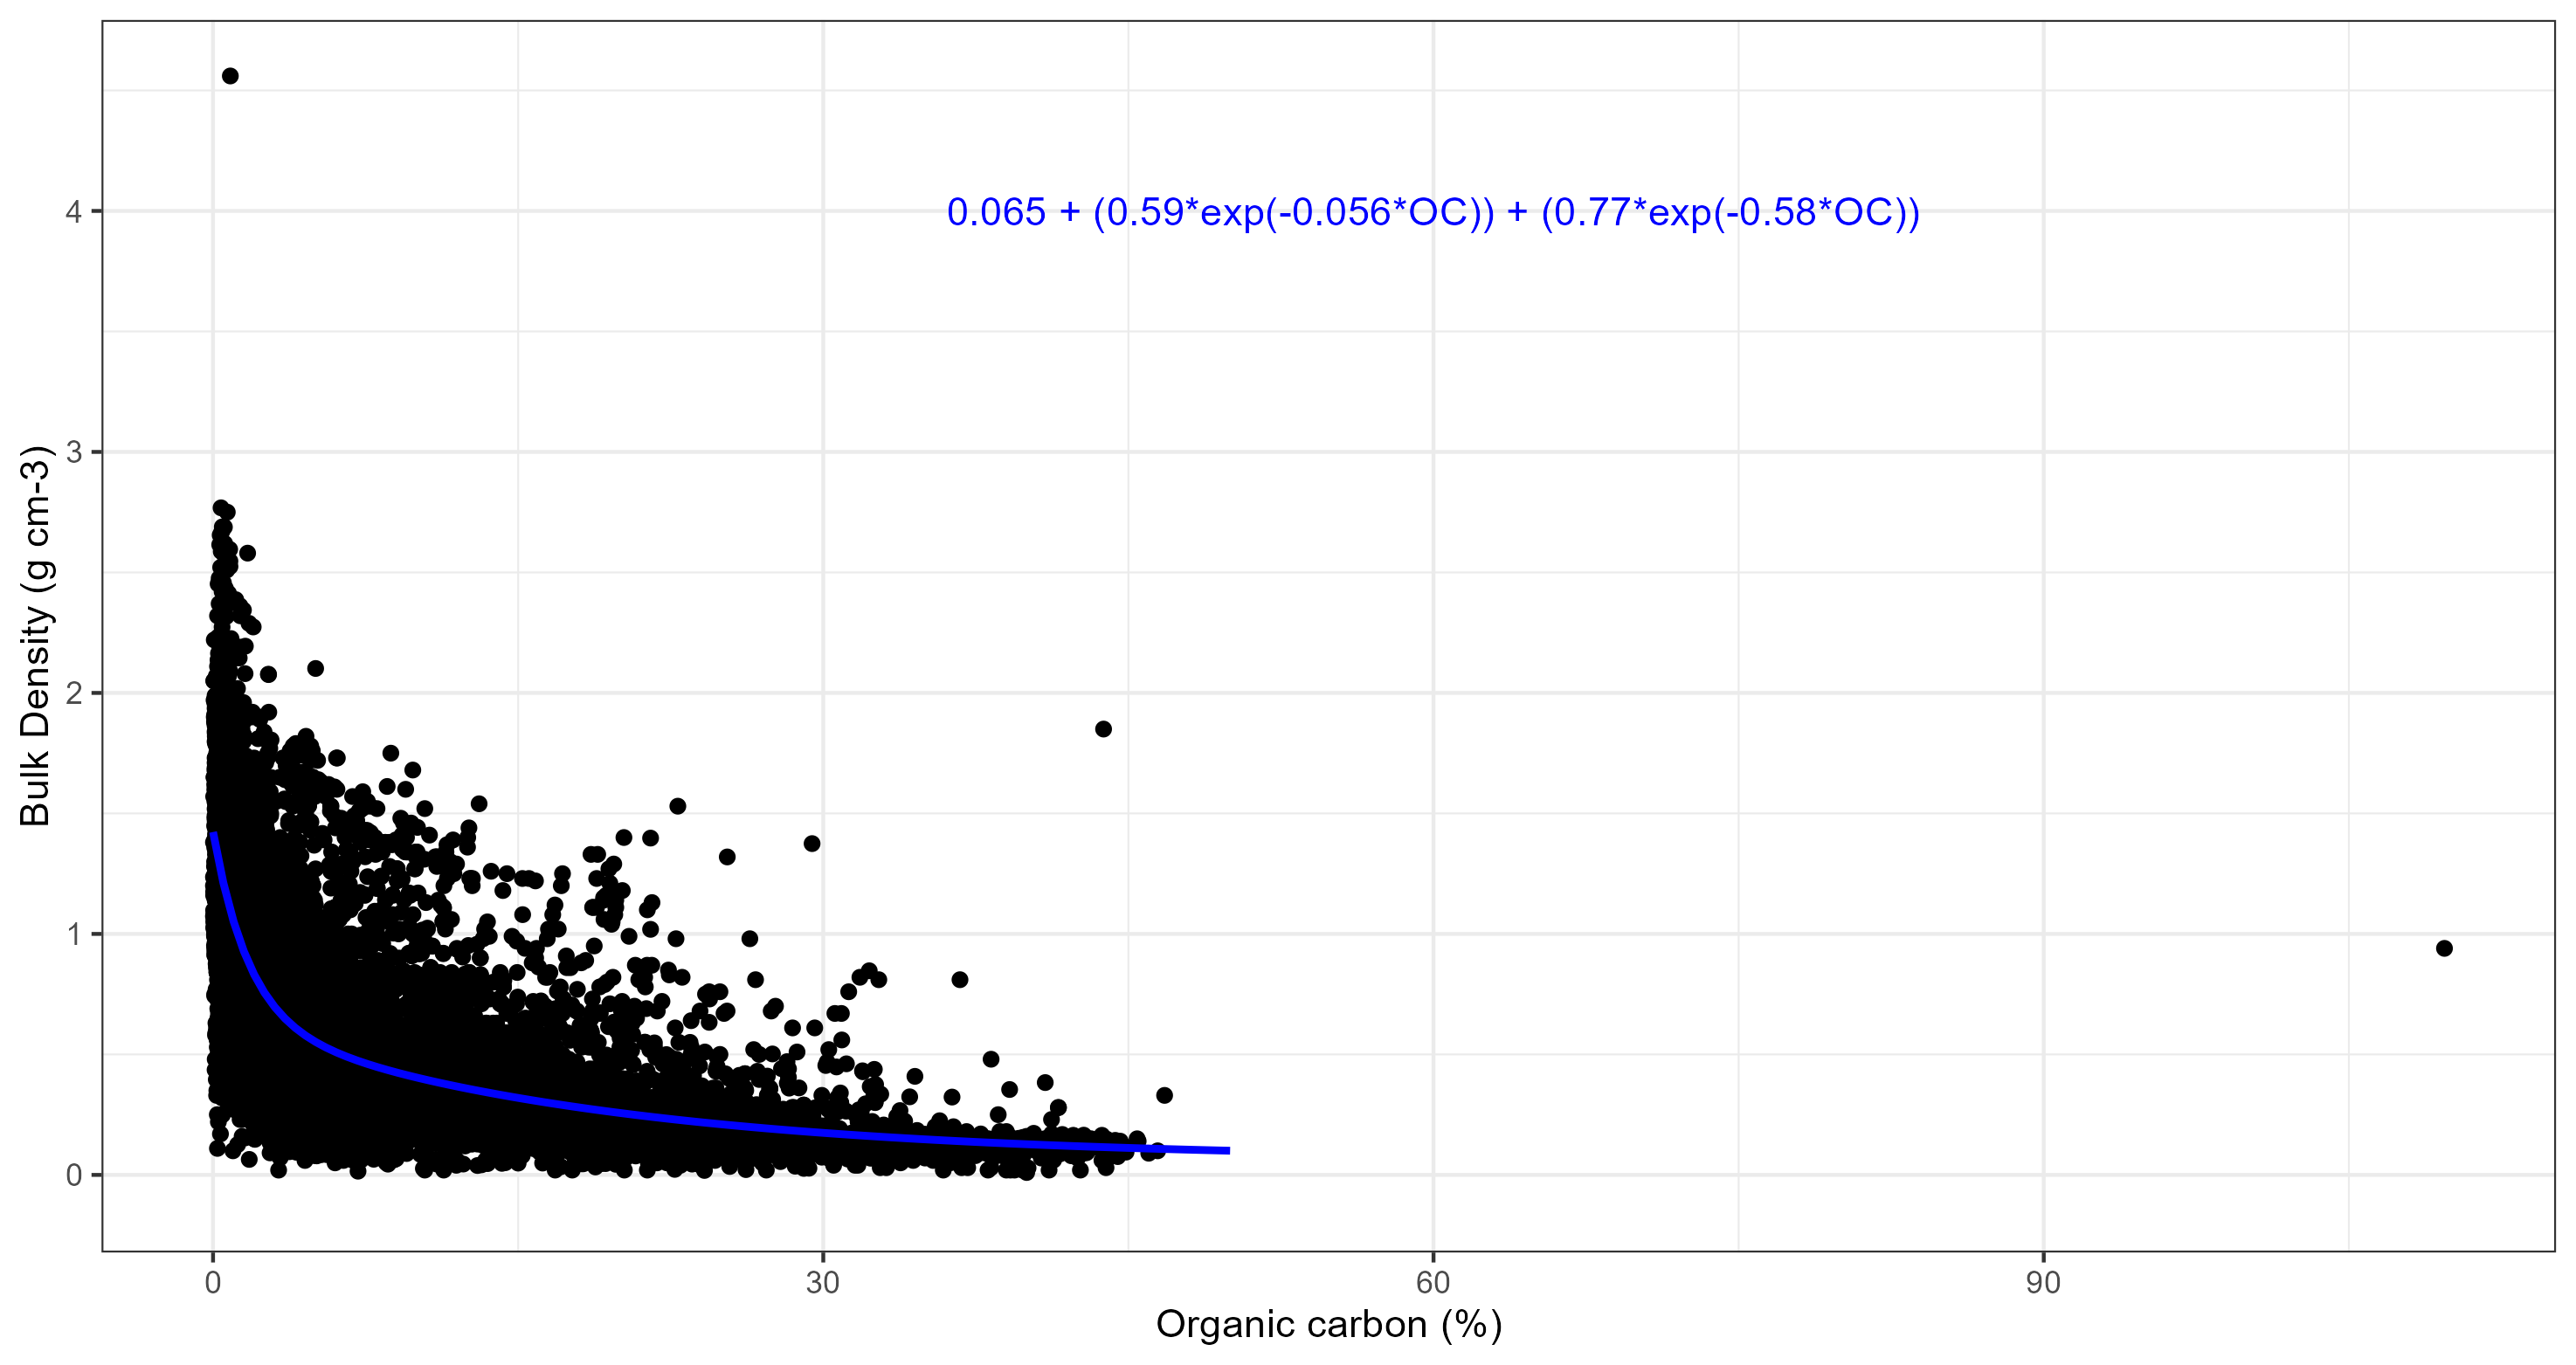 0.065 + (0.59*exp(-0.056*OC)) + (0.77*exp(-0.58*OC))
Bulk Density (g cm-3)
4
3
2
1
0
0 30 60 90
Organic carbon (%)